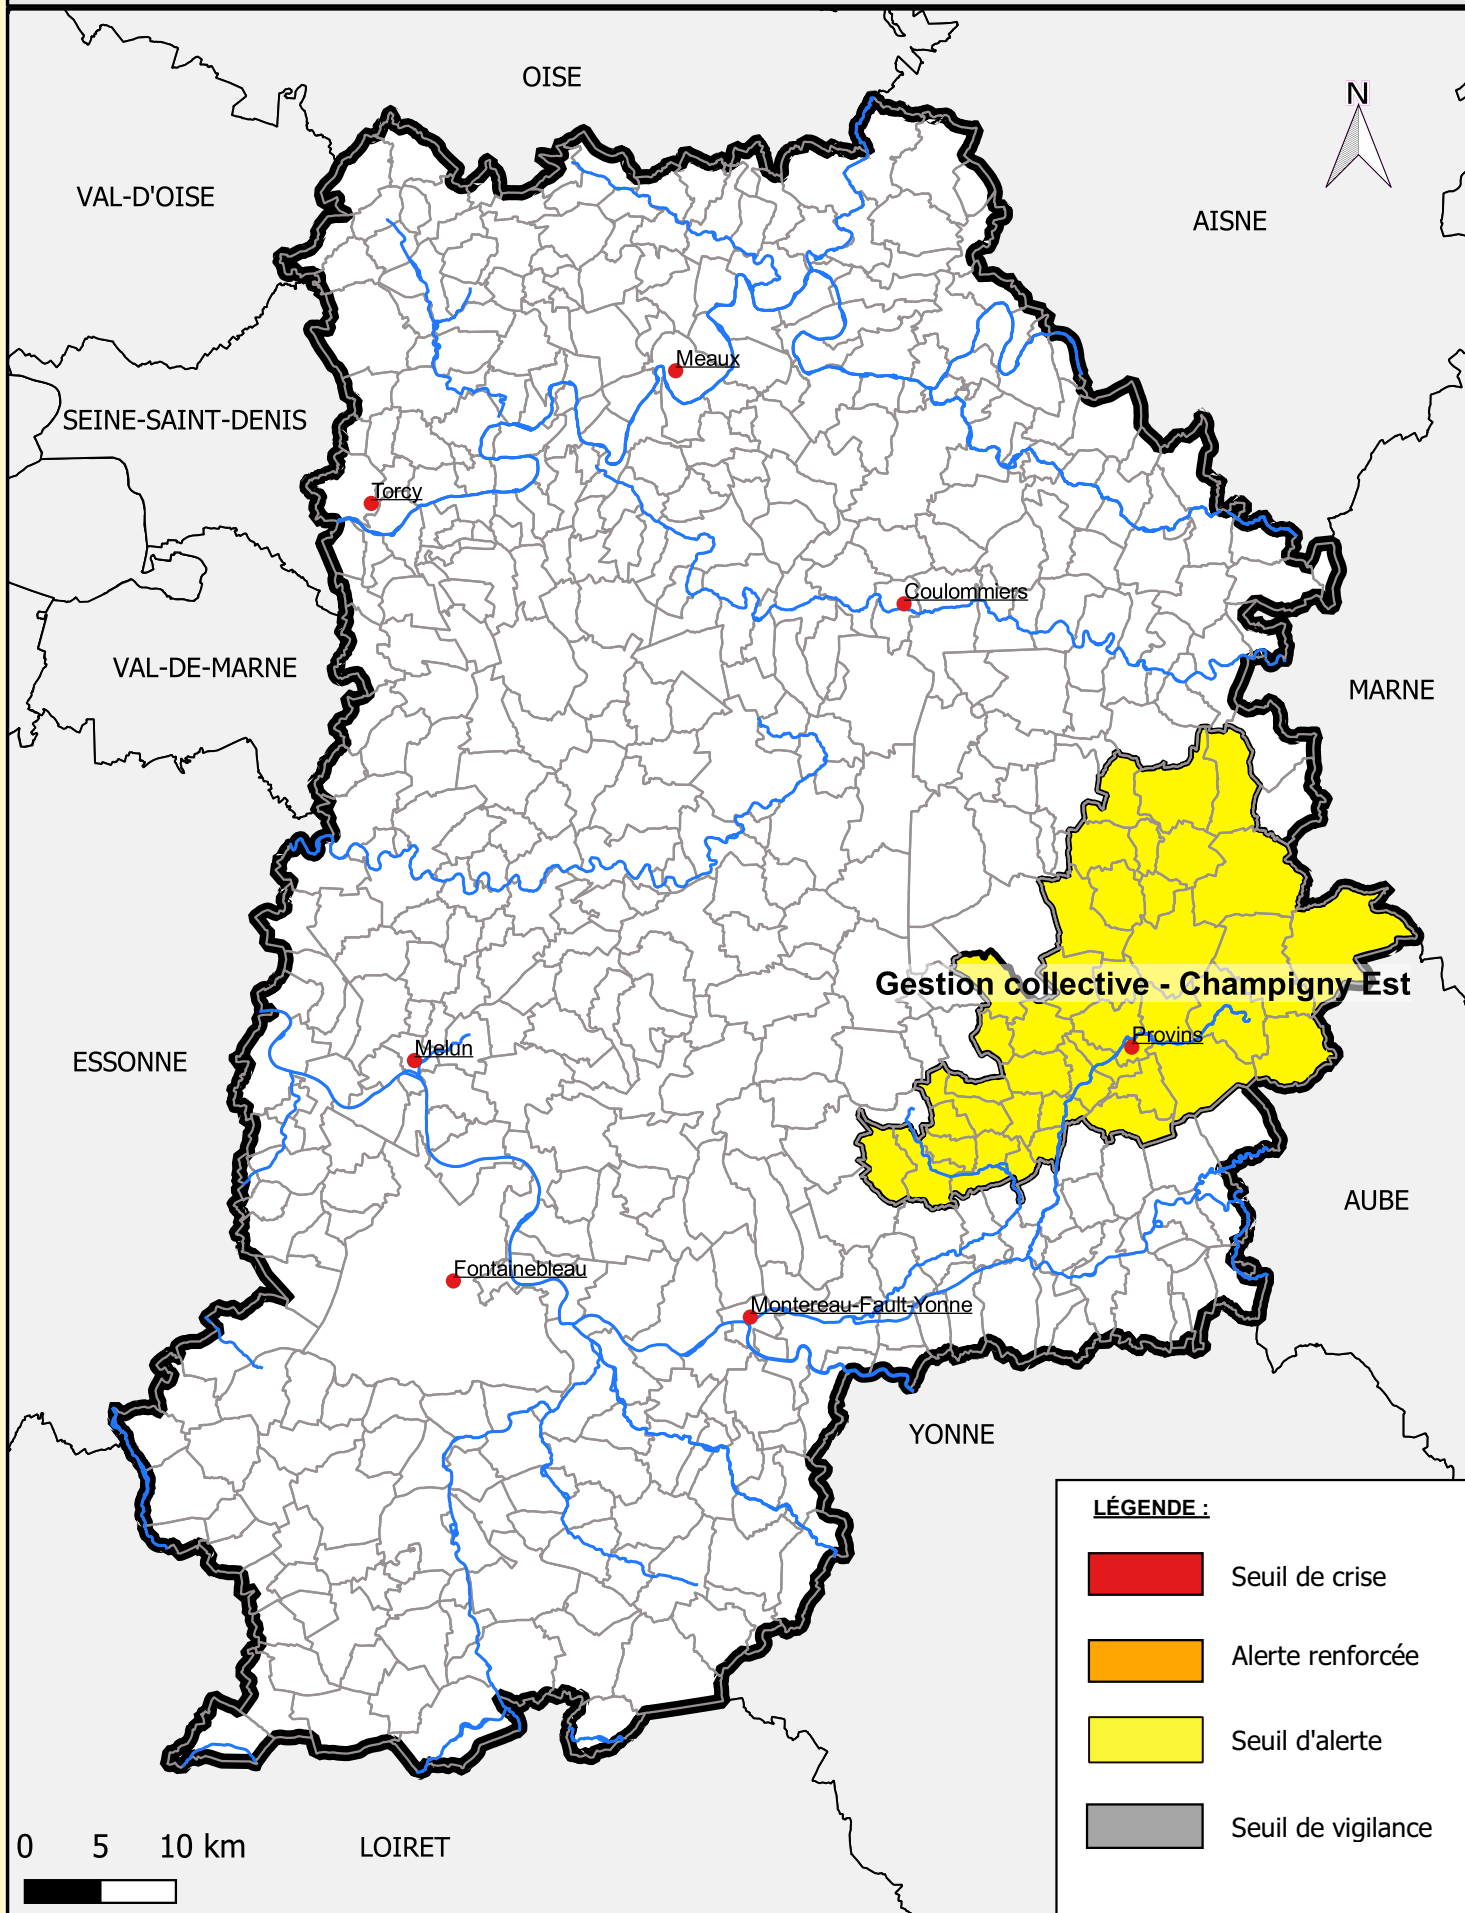 OISE
N
VAL-D'OISE
AISNE
Meaux
SEINE-SAINT-DENIS
Torcy
Coulommiers
VAL-DE-MARNE
MARNE
Gestion collective - Champigny Est
Provins
Melun
ESSONNE
AUBE
Fontainebleau
Montereau-Fault-Yonne
YONNE
LÉGENDE :
Seuil de crise
Alerte renforcée
Seuil d'alerte
Seuil de vigilance
0 5 10 km
LOIRET